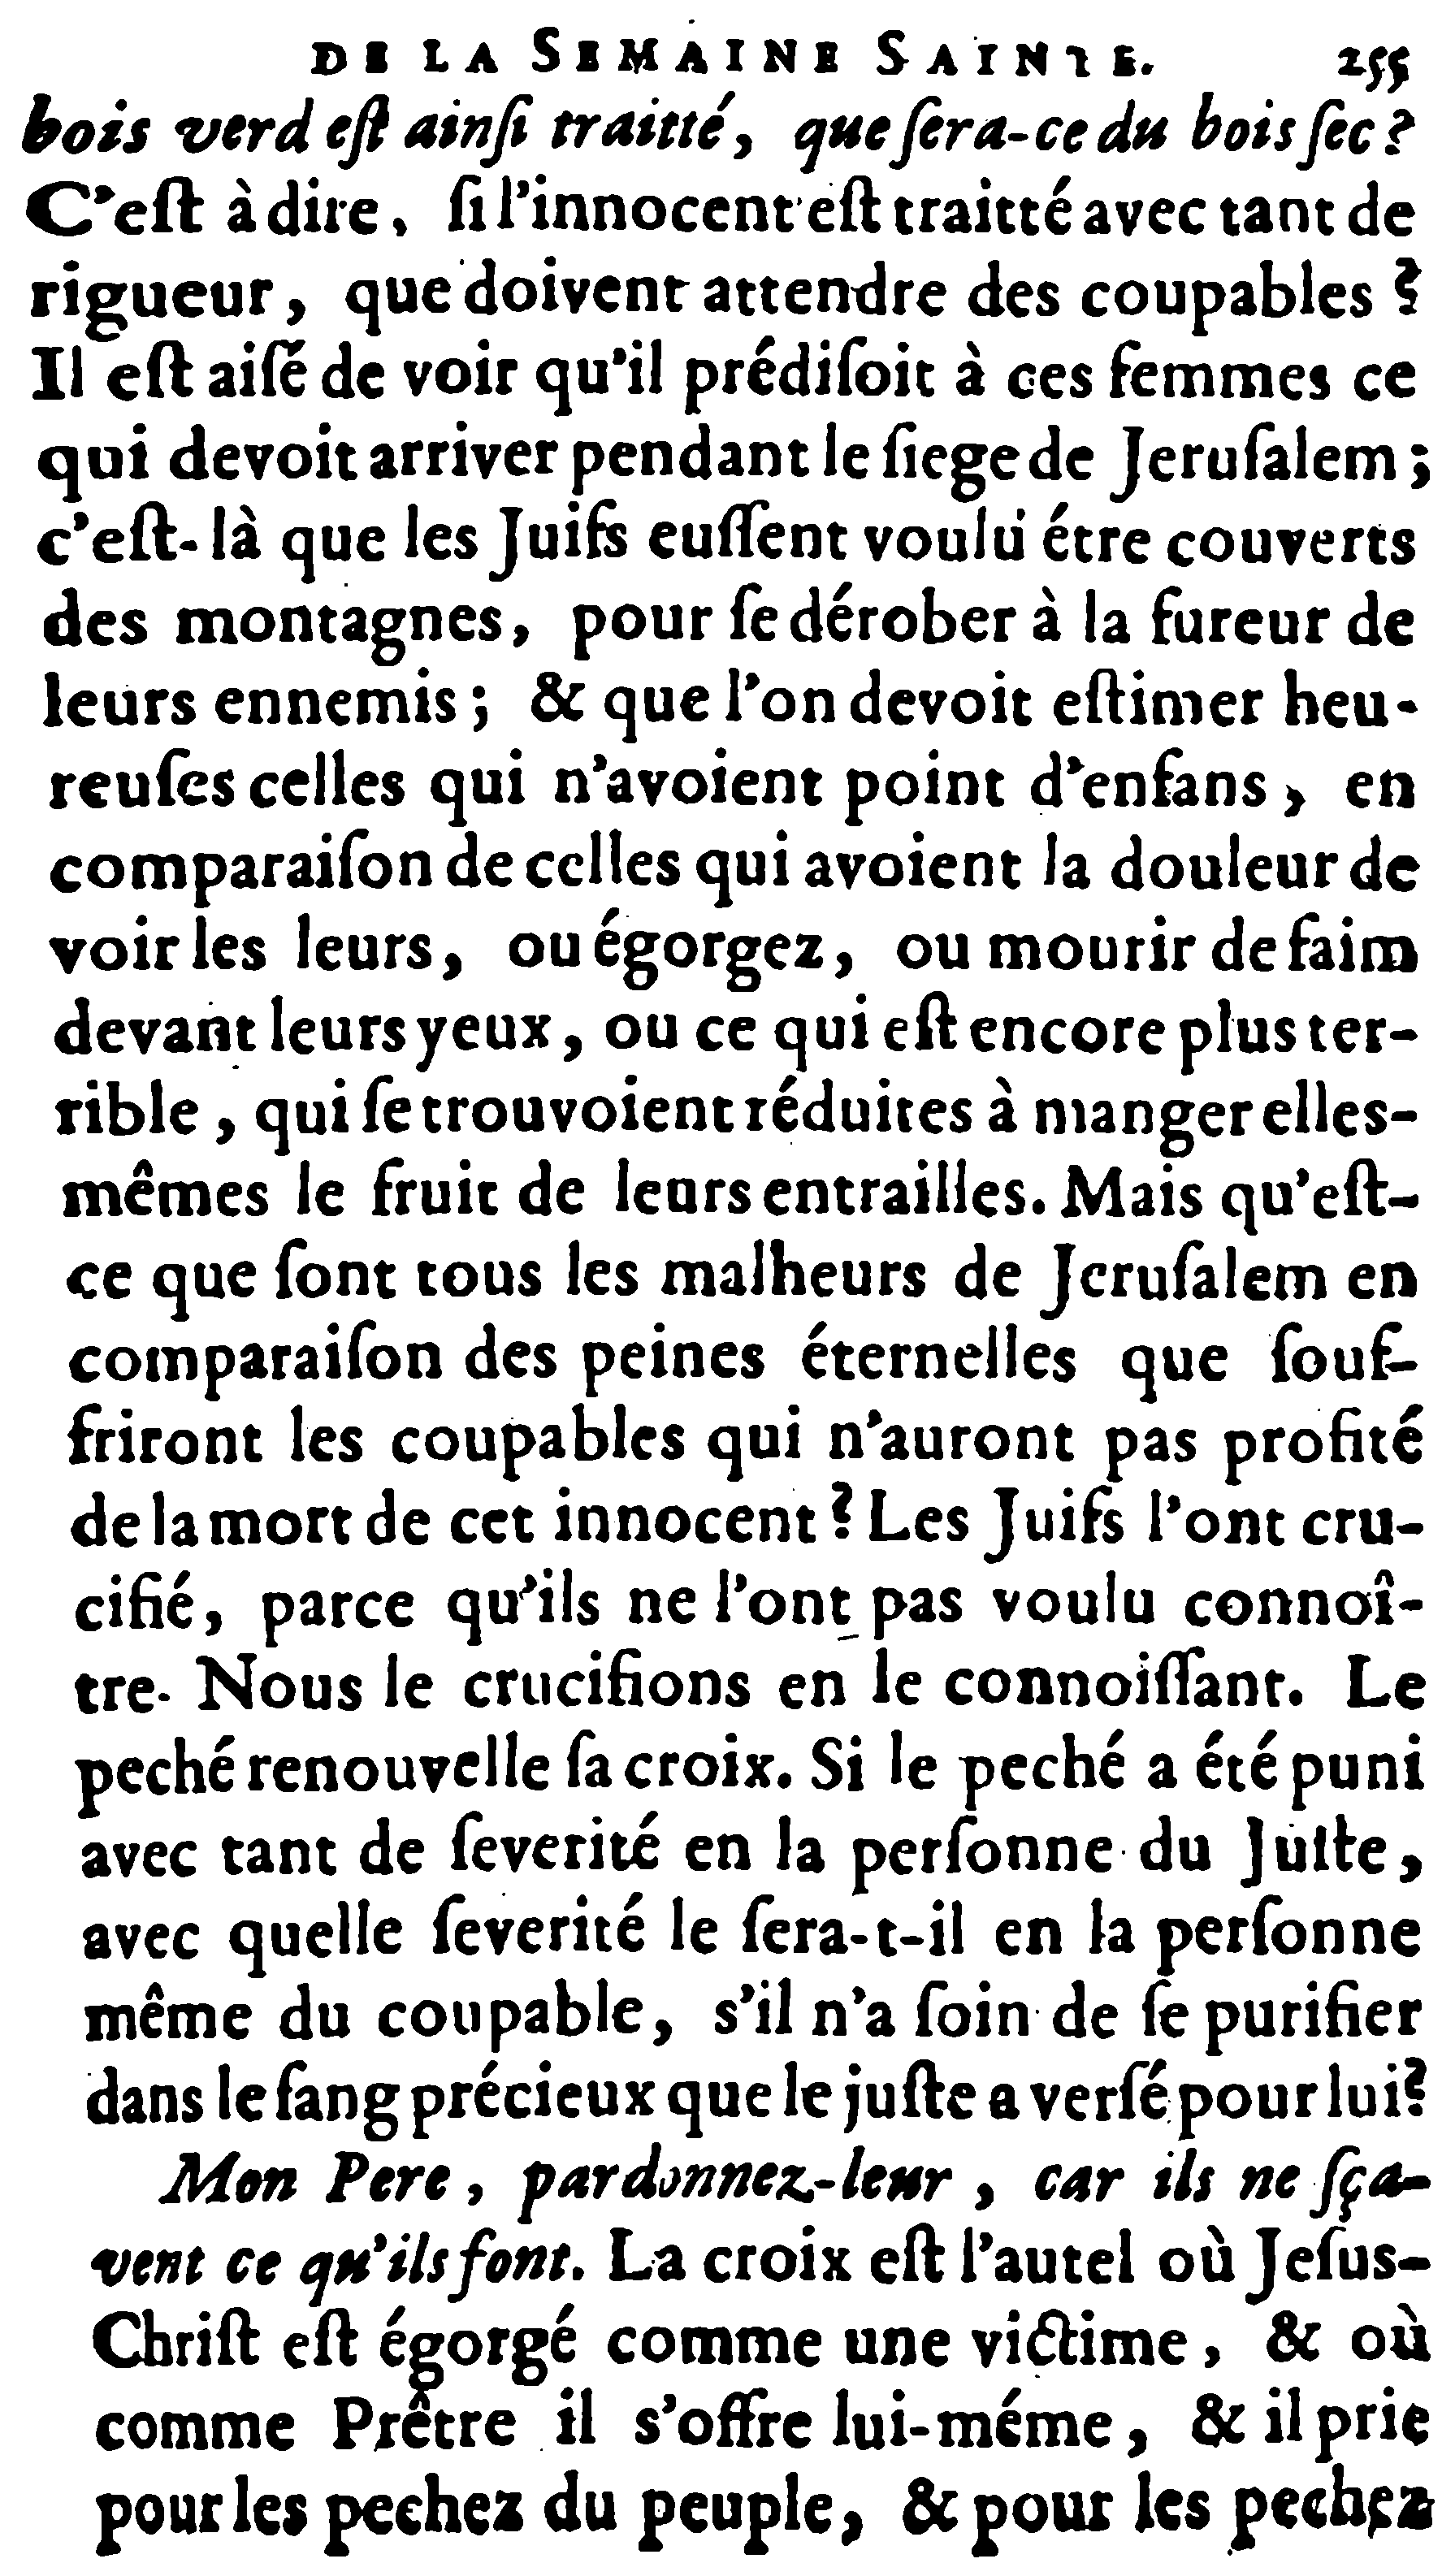 DE LA SEMAINE SAINTE. 255
bois verd eſt ainſi traitté, que ſera-ce du bois ſec?
C'eſt à dire, ſi l'innocent eſt traitté avec tant de
rigueur, que doivent attendre des coupables?
Il eſt aiſé de voir qu'il prédiſoit à ces femmes ce
qui devoit arriver pendant le ſiege de Jeruſalem;
c'eſt-là que les Juifs euſſent voulu étre couverts
des montagnes, pour ſe dérober à la fureur de
leurs ennemis; & que l'on devoit eſtimer heu-
reuſes celles qui n'avoient point d'enfans, en
comparaiſon de celles qui avoient la douleur de
voir les leurs, ou égorgez, ou mourir de faim
devant leurs yeux, ou ce qui eſt encore plus ter-
rible, qui ſe trouvoient réduites à manger elles-
mêmes le fruit de leurs entrailles. Mais qu'eſt-
ce que ſont tous les malheurs de Jeruſalem en
comparaiſon des peines éternelles que ſouf-
friront les coupables qui n'auront pas profité
de la mort de cet innocent? Les Juifs l'ont cru-
cifié, parce qu'ils ne l'ont pas voulu connoî-
tre. Nous le crucifions en le connoiſſant. Le
peché renouvelle ſa croix. Si le peché a été puni
avec tant de ſeverité en la perſonne du Juſte,
avec quelle ſeverité le ſera-t-il en la perſonne
même du coupable, s'il n'a ſoin de ſe purifier
dans le ſang précieux que le juſte a verſé pour lui?
Mon Pere, pardonnez-leur, car ils ne ſça-
vent ce qu'ils font. La croix eſt l'autel où Jeſus-
Chriſt eſt égorgé comme une victime, & où
comme Prêtre il s'offre lui-méme, & il prie
pour les pechez du peuple, & pour les pechez